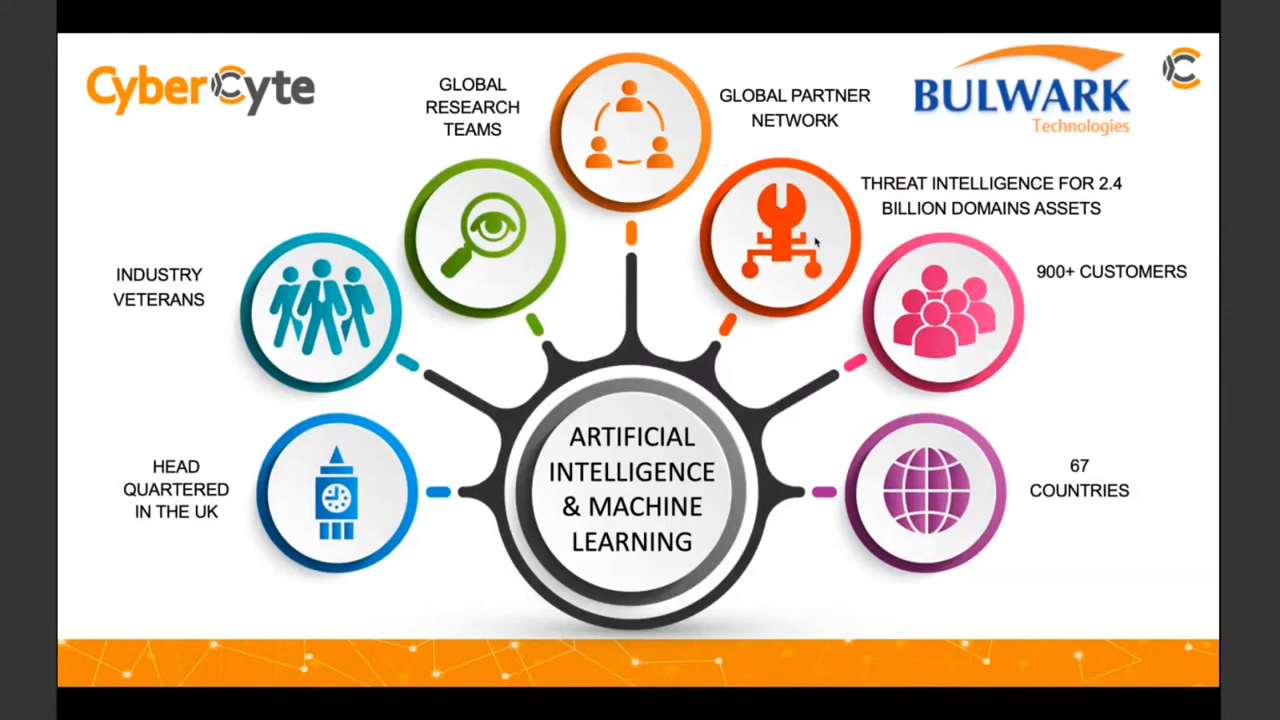 CyberCyte
BULWARK
Technologies
GLOBAL
RESEARCH
TEAMS
GLOBAL PARTNER
NETWORK
THREAT INTELLIGENCE FOR 2.4
BILLION DOMAINS ASSETS
INDUSTRY
VETERANS
900+ CUSTOMERS
HEAD
QUARTERED
IN THE UK
ARTIFICIAL
INTELLIGENCE
& MACHINE
LEARNING
67
COUNTRIES